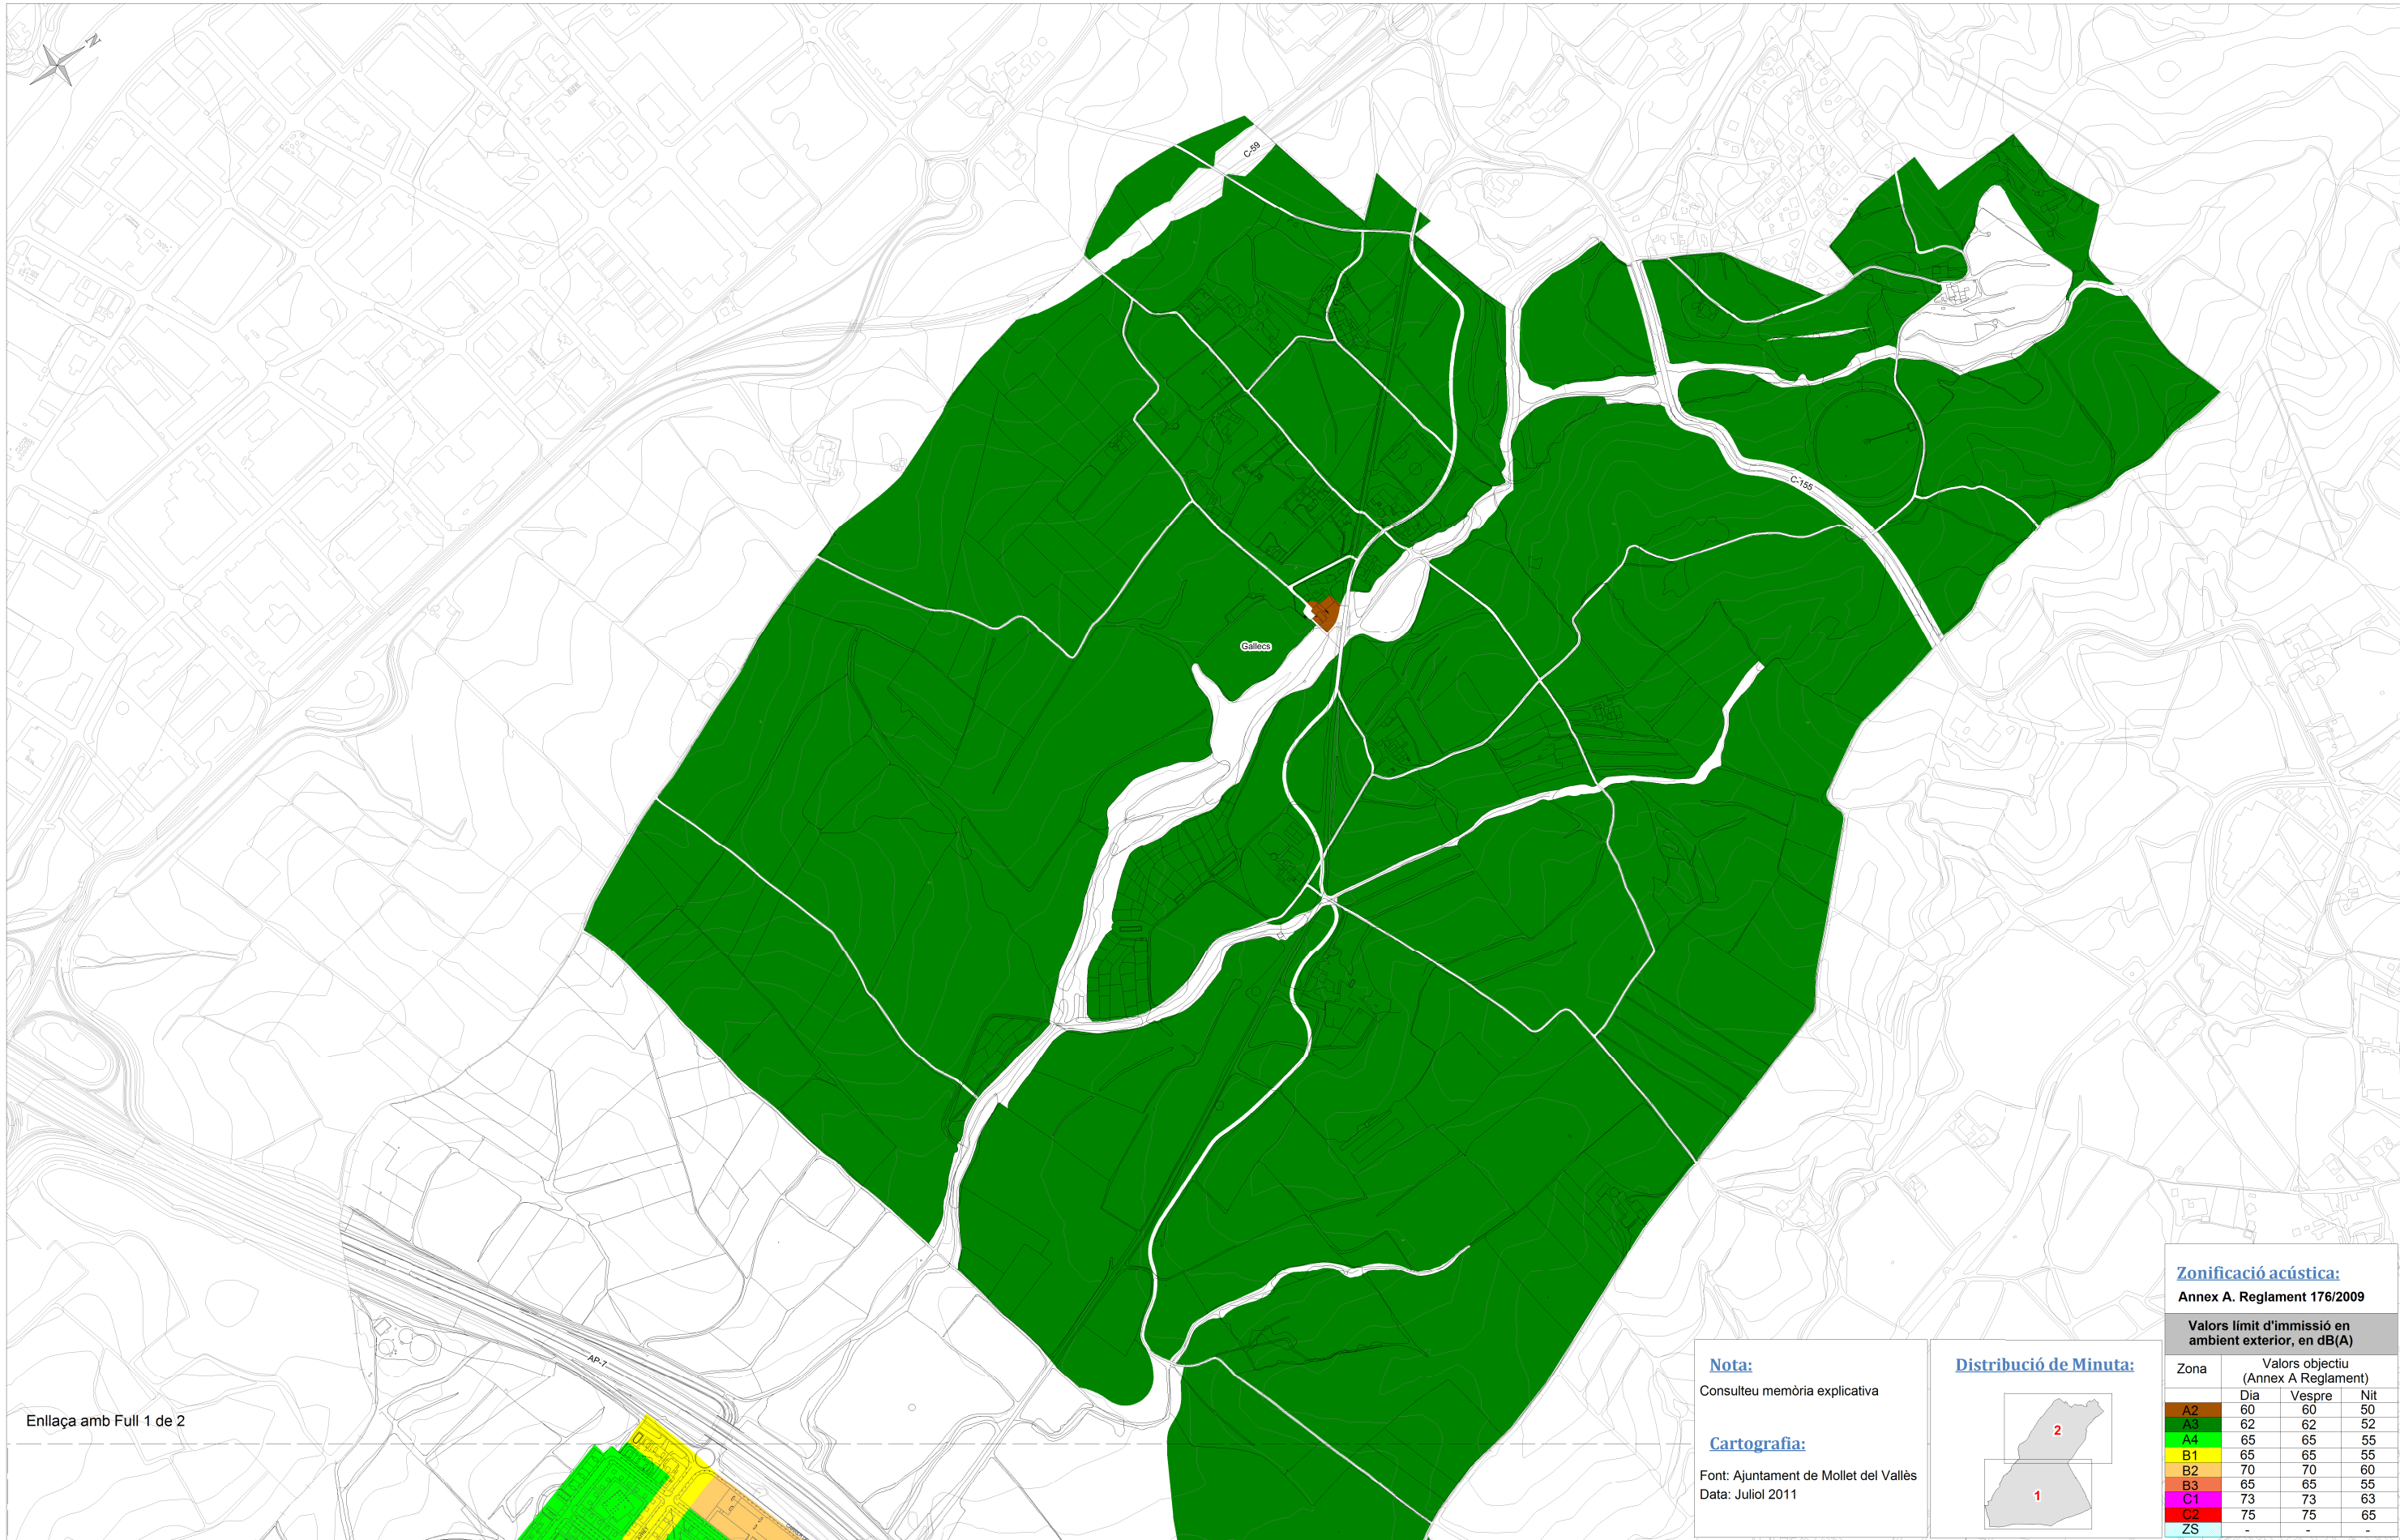 N
C-59
C-155
Gallecs
AP-7
Enllaça amb Full 1 de 2
Nota:
Consulteu memòria explicativa
Cartografia:
Font: Ajuntament de Mollet del Vallès
Data: Juliol 2011
Distribució de Minuta:
2
1
Zonificació acústica:
Annex A. Reglament 176/2009
Valors límit d'immissió en
ambient exterior, en dB(A)
Zona Valors objectiu
(Annex A Reglament)
Dia Vespre Nit
A2 60 60 50
A3 62 62 52
A4 65 65 55
B1 65 65 55
B2 70 70 60
B3 65 65 55
C1 73 73 63
C2 75 75 65
ZS - - -